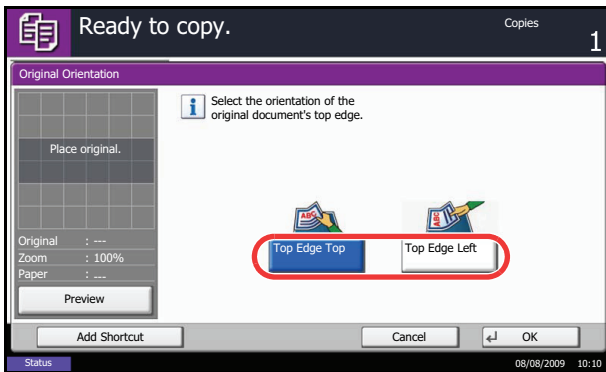 Ready to copy.
Copies
1
Original Orientation
Select the orientation of the
original document's top edge.
Place original.
ABC
ABC
Top Edge Top
Top Edge Left
Original : ---
Zoom : 100%
Paper : ---
Preview
Add Shortcut
Cancel
OK
Status
08/08/2009 10:10